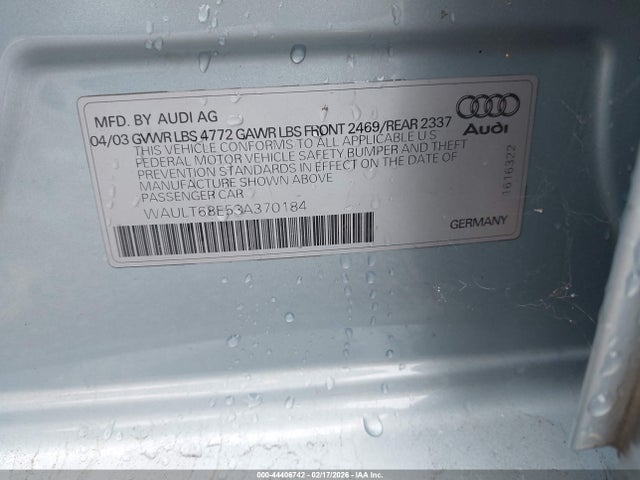 MFD. BY AUDI AG
04/03 GVWR LBS 4772 GAWR LBS FRONT 2469/REAR 2337
THIS VEHICLE CONFORMS TO ALL APPLICABLE U.S
FEDERAL MOTOR VEHICLE SAFETY BUMPER AND THEFT
PREVENTION STANDARDS IN EFFECT ON THE DATE OF
MANUFACTURE SHOWN ABOVE
PASSENGER CAR
WAULT68E53A370184
Audi
1616322
GERMANY
000-44406742 - 02/17/2026 - © IAA Inc.